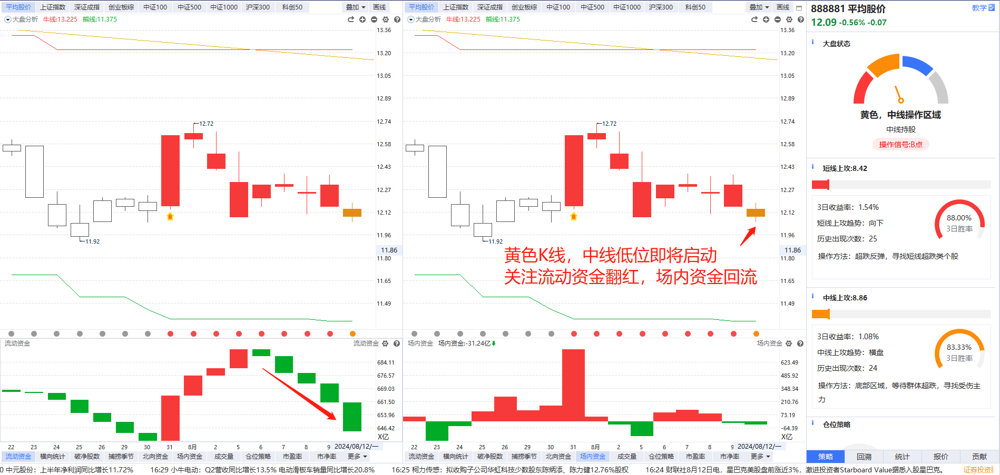 平均股价 上证指数 深证成指 创业板综 中证100 中证500 中证1000 沪深300 科创50 叠加 画线
大盘分析 牛线:13.225 熊线:11.375
13.36
13.20
13.05
12.89
12.74
12.58
12.43
12.27
12.12
11.96
11.86
11.80
11.65
11.49
←12.72
←11.92
B
流动资金 流动资金
684.11
676.57
669.03
661.50
653.96
646.42
X亿
22 23 24 25 26 29 30 31 8月 2 5 6 7 8 9 2024/08/12/一
流动资金 横向统计 破净股数 捕捞季节 北向资金 场内资金 成交量 仓位策略 市盈率 市净率 更多
平均股价 上证指数 深证成指 创业板综 中证100 中证500 中证1000 沪深300 科创50 叠加 画线
大盘分析 牛线:13.225 熊线:11.375
13.36
13.20
13.05
12.89
12.74
12.58
12.43
12.27
12.12
11.96
11.86
11.80
11.65
11.49
←12.72
←11.92
B
黄色K线，中线低位即将启动
关注流动资金翻红，场内资金回流
场内资金 场内资金:-31.24亿 场内资金
623.49
485.92
348.34
210.76
73.19
-64.39
X亿
22 23 24 25 26 29 30 31 8月 2 5 6 7 8 9 2024/08/12/一
流动资金 横向统计 破净股数 捕捞季节 北向资金 场内资金 成交量 仓位策略 市盈率 市净率 更多
888881 平均股价 教学
12.09 -0.56% -0.07
大盘状态
黄色，中线操作区域
中线持股
操作信号:B点
短线上攻:8.42
3日收益率：1.54%
短线上攻趋势：向下
历史出现次数：25
88.00%
3日胜率
操作方法：超跌反弹，寻找短线超跌类个股
中线上攻:8.86
3日收益率：1.08%
中线上攻趋势：横盘
历史出现次数：24
83.33%
3日胜率
操作方法：底部区域，等待群体超跌，寻找受伤主
力
仓位策略
策略 回溯 统计 报价 贡献
0 中元股份：上半年净利润同比增长11.72% 16:29 小牛电动：Q2营收同比增长13.5% 电动滑板车销量同比增长20.8% 16:25 柯力传感：拟收购子公司华虹科技少数股东陈炳添、陈力健12.76%股权 16:24 财联社8月12日电，星巴克美股盘前涨近3%，激进投资者Starboard Value据悉入股星巴克。 证券投资